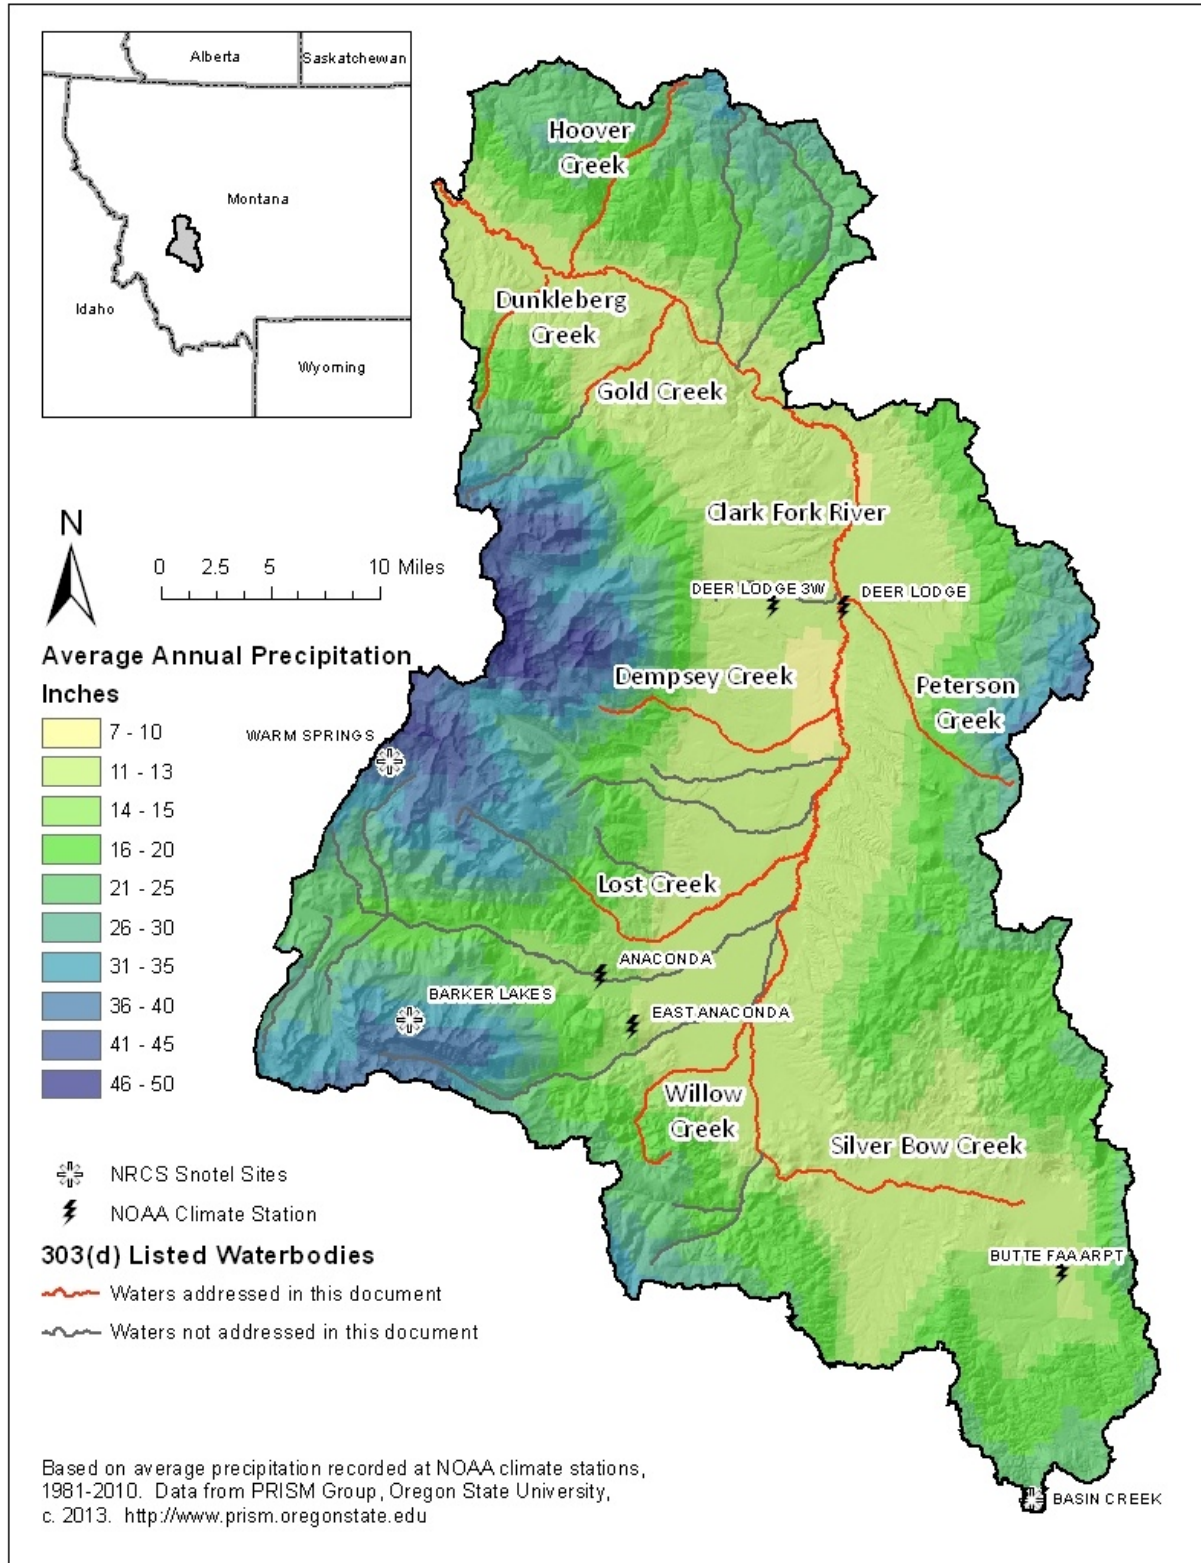 Alberta
Saskatchewan
Montana
Idaho
Wyoming
Hoover
Creek
Dunkleberg
Creek
Gold Creek
Clark Fork River
N
0 2.5 5 10 Miles
DEER LODGE 3W
DEER LODGE
Average Annual Precipitation
Inches
7 - 10
11 - 13
14 - 15
16 - 20
21 - 25
26 - 30
31 - 35
36 - 40
41 - 45
46 - 50
Dempsey Creek
Peterson
Creek
WARM SPRINGS
Lost Creek
ANACONDA
BARKER LAKES
EAST ANACONDA
Willow
Creek
Silver Bow Creek
BUTTE FAA ARPT
NRCS Snotel Sites
NOAA Climate Station
303(d) Listed Waterbodies
Waters addressed in this document
Waters not addressed in this document
Based on average precipitation recorded at NOAA climate stations,
1981-2010. Data from PRISM Group, Oregon State University,
c. 2013. http://www.prism.oregonstate.edu
BASIN CREEK